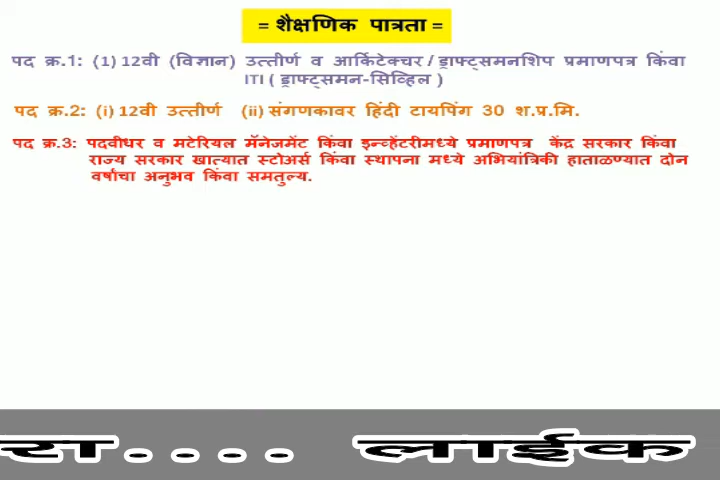 = शैक्षणिक पात्रता =
पद क्र.1: (1) 12वी (विज्ञान) उत्तीर्ण व आर्किटेक्चर / ड्राफ्ट्समनशिप प्रमाणपत्र किंवा
ITI ( ड्राफ्ट्समन-सिव्हिल )
पद क्र.2: (i) 12वी उत्तीर्ण (ii) संगणकावर हिंदी टायपिंग 30 श.प्र.मि.
पद क्र.3: पदवीधर व मटेरियल मॅनेजमेंट किंवा इन्व्हेंटरीमध्ये प्रमाणपत्र केंद्र सरकार किंवा
राज्य सरकार खात्यात स्टोअर्स किंवा स्थापना मध्ये अभियांत्रिकी हाताळण्यात दोन
वर्षांचा अनुभव किंवा समतुल्य.
रा.... लाईक